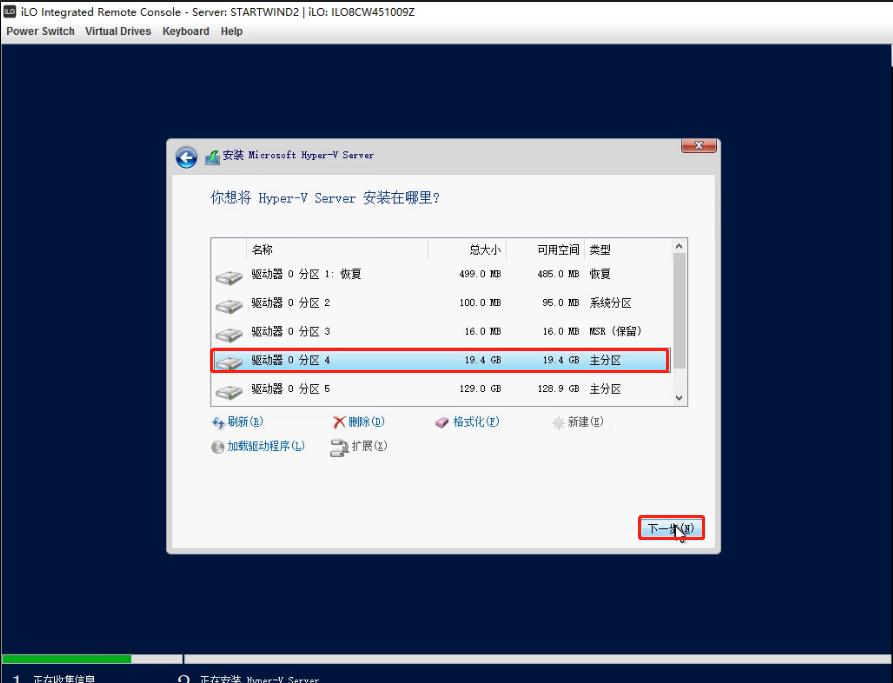 iLO iLO Integrated Remote Console - Server: STARTWIND2 | iLO: ILO8CW451009Z
Power Switch Virtual Drives Keyboard Help
安装 Microsoft Hyper-V Server
你想将 Hyper-V Server 安装在哪里?
名称 总大小 可用空间 类型
驱动器 0 分区 1: 恢复 499.0 MB 485.0 MB 恢复
驱动器 0 分区 2 100.0 MB 95.0 MB 系统分区
驱动器 0 分区 3 16.0 MB 16.0 MB MSR (保留)
驱动器 0 分区 4 19.4 GB 19.4 GB 主分区
驱动器 0 分区 5 129.0 GB 128.9 GB 主分区
刷新(R) 删除(D) 格式化(F) 新建(E)
加载驱动程序(L) 扩展(X)
下一步(N)
1 正在收集信息 2 正在安装 Hyper-V Server